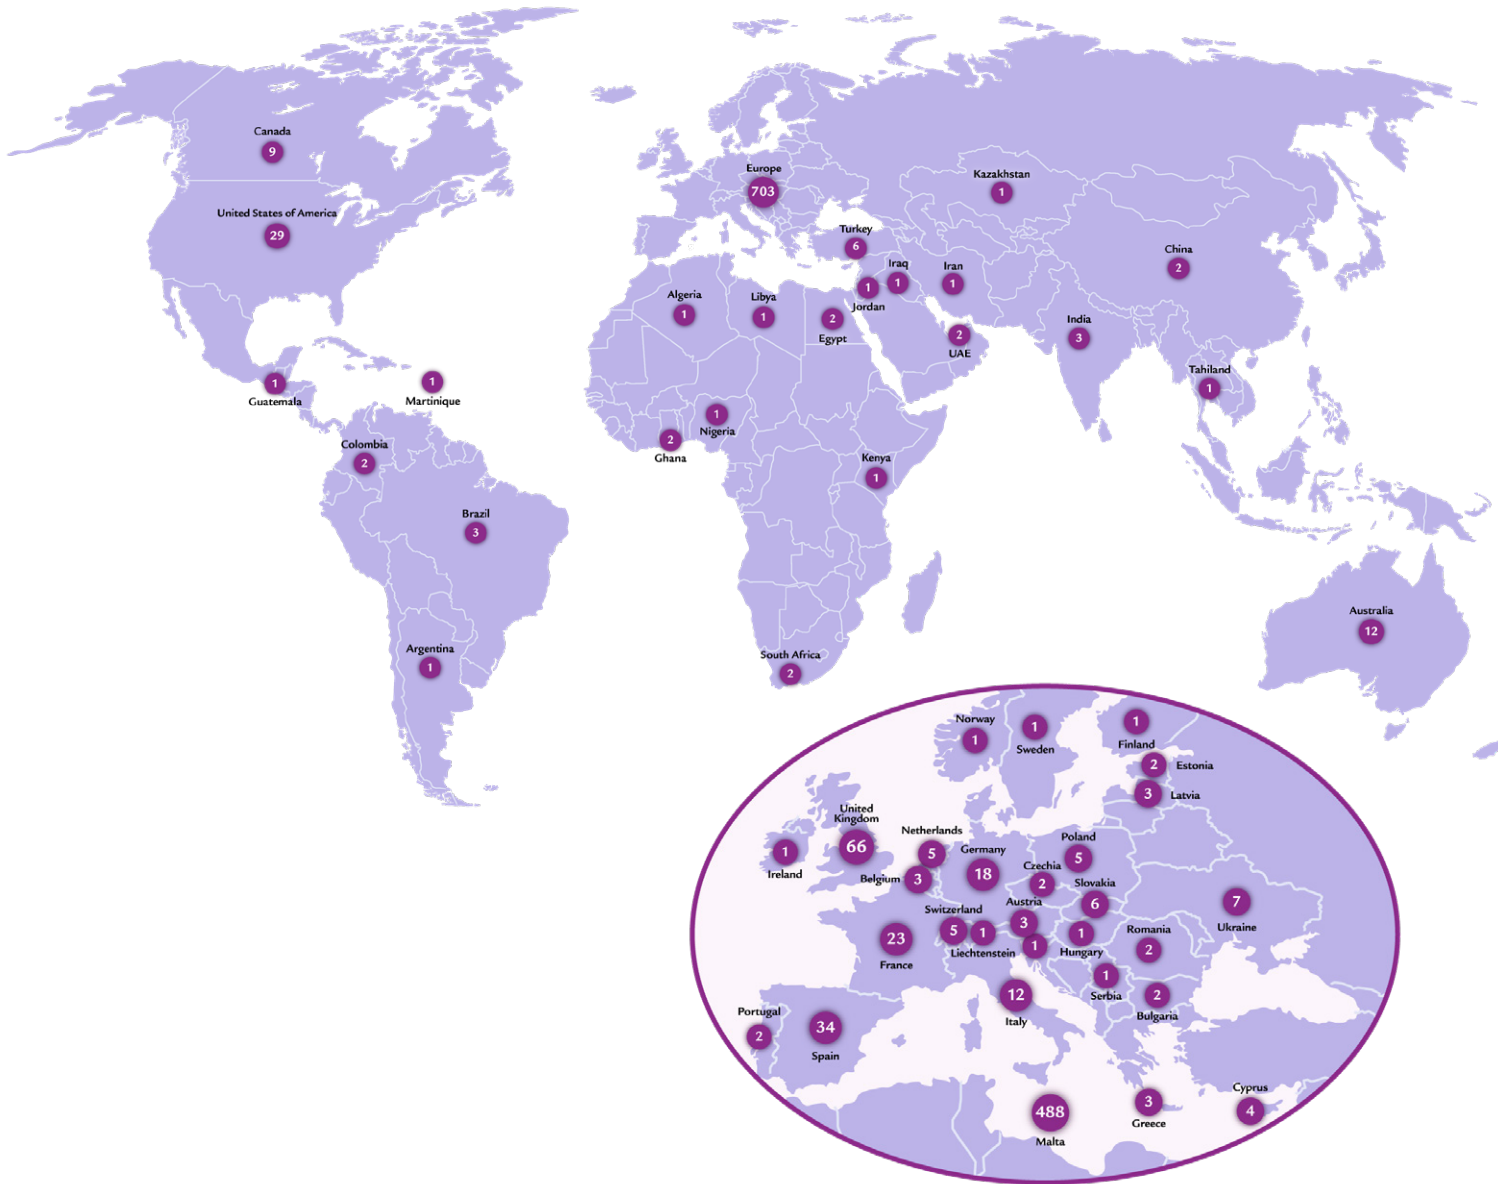 Canada
9
United States of America
29
Guatemala
1
Martinique
1
Colombia
2
Brazil
3
Argentina
1
Europe
703
Turkey
6
Kazakhstan
1
China
2
Iraq
1
Iran
1
Jordan
1
UAE
2
India
3
Tahiland
1
Algeria
1
Libya
1
Egypt
2
Nigeria
1
Ghana
2
Kenya
1
South Africa
2
Australia
12
Norway
1
Sweden
1
Finland
1
Estonia
2
Latvia
3
United
Kingdom
66
Ireland
1
Netherlands
5
Belgium
3
Germany
18
Poland
5
Czechia
2
Slovakia
6
Austria
3
Switzerland
5
Liechtenstein
1
1
Hungary
1
Romania
2
Ukraine
7
France
23
Serbia
1
Bulgaria
2
Italy
12
Portugal
2
Spain
34
Malta
488
Greece
3
Cyprus
4